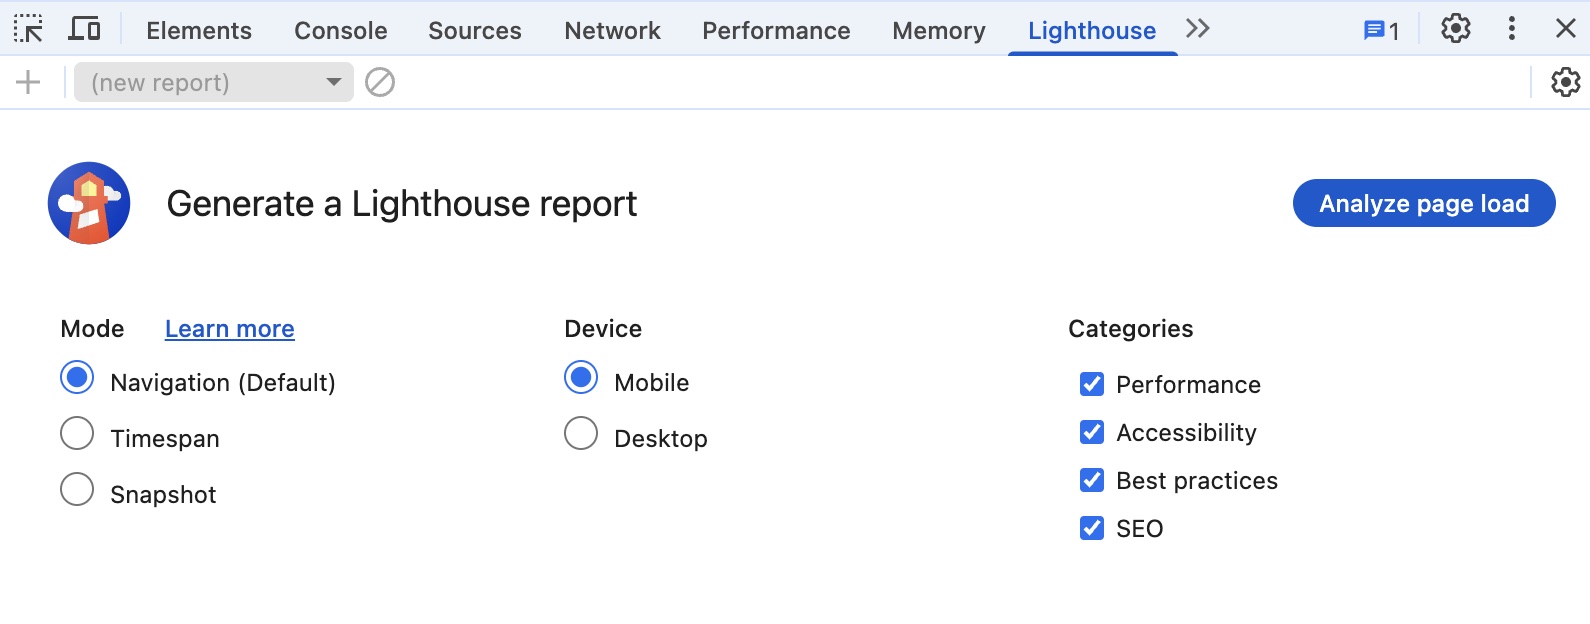 Elements Console Sources Network Performance Memory Lighthouse 1
(new report)
Generate a Lighthouse report
Analyze page load
Mode Learn more
Navigation (Default)
Timespan
Snapshot
Device
Mobile
Desktop
Categories
Performance
Accessibility
Best practices
SEO